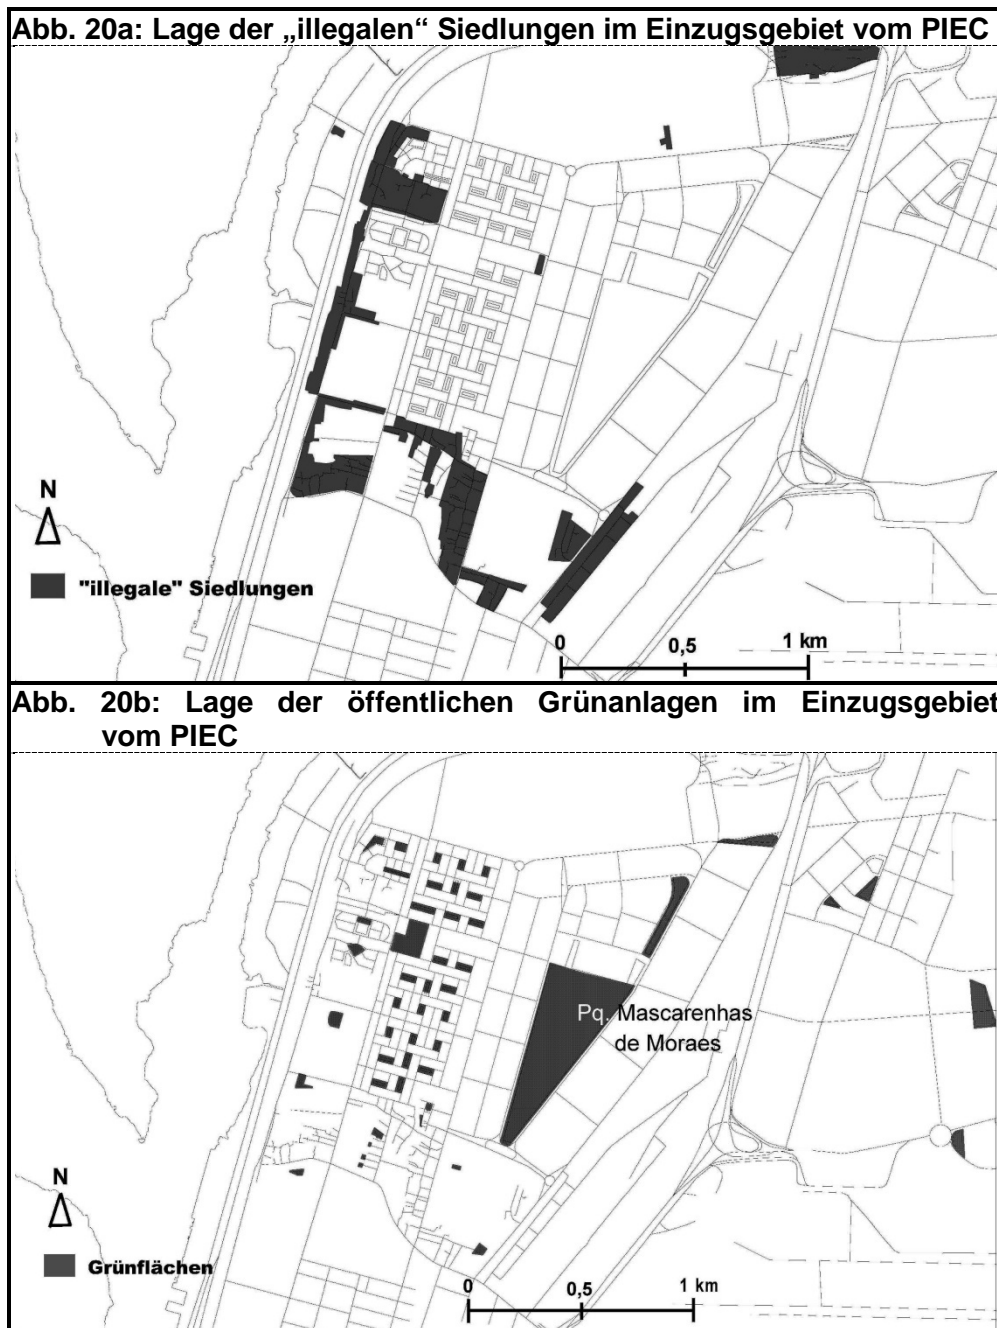 Abb. 20a: Lage der „illegalen“ Siedlungen im Einzugsgebiet vom PIEC
N
"illegale" Siedlungen
0 0,5 1 km
Abb. 20b: Lage der öffentlichen Grünanlagen im Einzugsgebiet
vom PIEC
Pq. Mascarenhas
de Moraes
N
Grünflächen
0 0,5 1 km